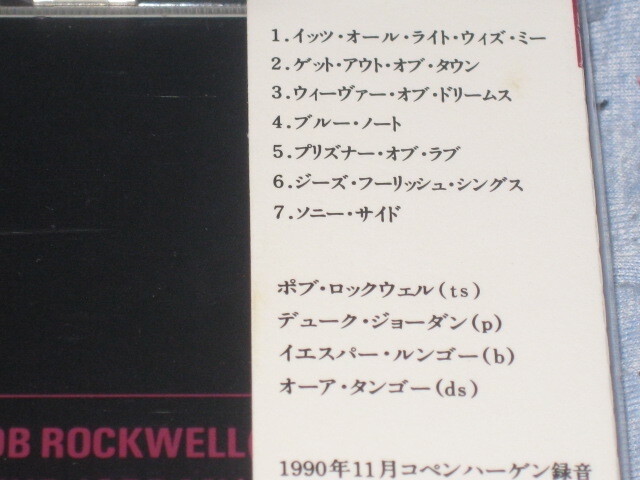 1.イッツ・オール・ライト・ウィズ・ミー
2.ゲット・アウト・オブ・タウン
3.ウィーヴァー・オブ・ドリームス
4.ブルー・ノート
5.プリズナー・オブ・ラブ
6.ジーズ・フーリッシュ・シングス
7.ソニー・サイド
ボブ・ロックウェル(ts)
デューク・ジョーダン(p)
イエスパー・ルンゴー(b)
オーア・タンゴー(ds)
OB ROCKWELL(
1990年11月コペンハーゲン録音